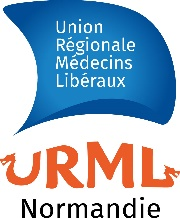 Union
Régionale
Médecins
Libéraux
URML
Normandie